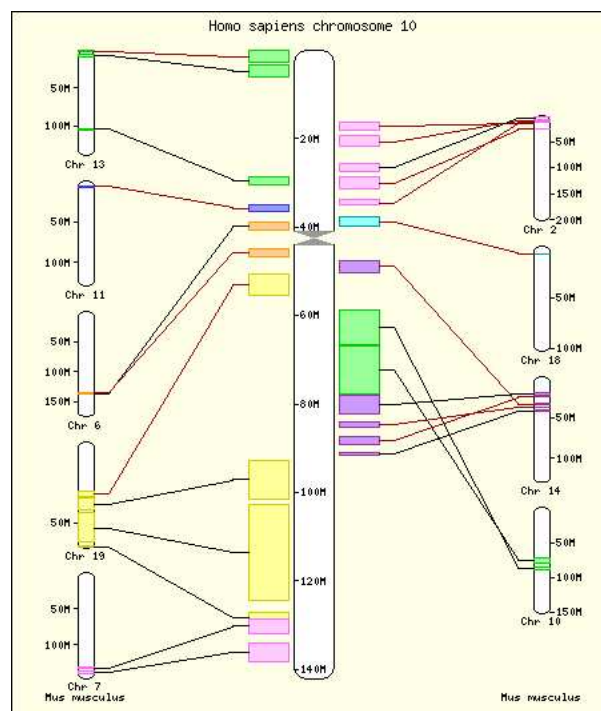 Homo sapiens chromosome 10
50M
100M
Chr 13
50M
100M
Chr 11
50M
100M
150M
Chr 6
50M
Chr 19
50M
100M
Chr 7
Mus musculus
20M
40M
60M
80M
100M
120M
140M
50M
100M
150M
200M
Chr 2
50M
100M
Chr 18
50M
100M
Chr 14
50M
100M
150M
Chr 10
Mus musculus